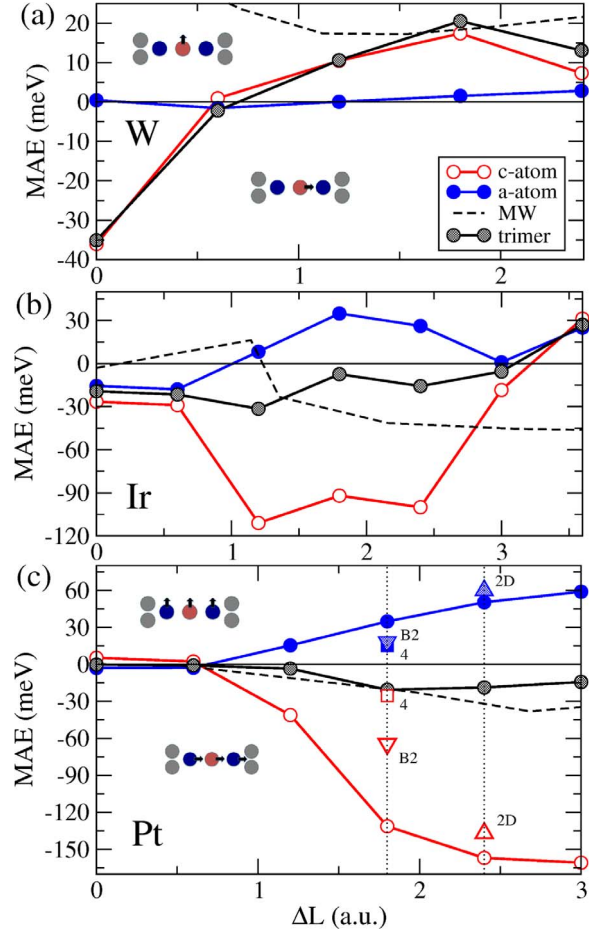 (a)
20
10
0
-10
-20
-30
-40
MAE (meV)
W
c-atom
a-atom
MW
trimer
0
1
2
(b)
30
0
-30
-60
-90
-120
MAE (meV)
Ir
0
1
2
3
(c)
60
30
0
-30
-60
-90
-120
-150
MAE (meV)
Pt
2D
B2
4
4
B2
2D
0
1
2
3
ΔL (a.u.)